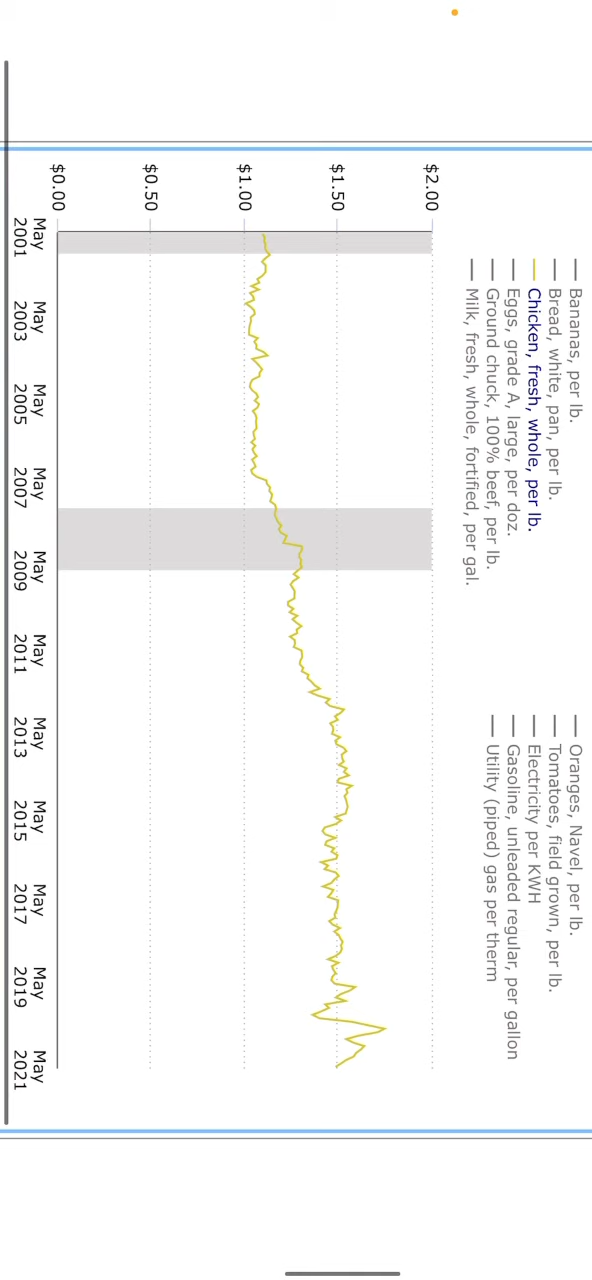 Bananas, per lb.
Bread, white, pan, per lb.
Chicken, fresh, whole, per lb.
Eggs, grade A, large, per doz.
Ground chuck, 100% beef, per lb.
Milk, fresh, whole, fortified, per gal.
Oranges, Navel, per lb.
Tomatoes, field grown, per lb.
Electricity per KWH
Gasoline, unleaded regular, per gallon
Utility (piped) gas per therm
$2.00
$1.50
$1.00
$0.50
$0.00
May
2001
May
2003
May
2005
May
2007
May
2009
May
2011
May
2013
May
2015
May
2017
May
2019
May
2021